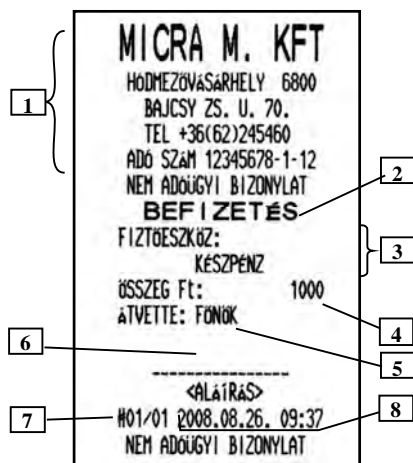 MICRA M. KFT
HóDMEZŐVáSáRHELY 6800
BAJCSY ZS. U. 70.
TEL +36(62)245460
ADÓ SZáM 12345678-1-12
NEM ADÓÜGYI BIZONYLAT
BEFIZETÉS
FIZTŐESZKÖZ:
KÉSZPÉNZ
ÖSSZEG Ft: 1000
áTVETTE: FŐNÖK
----------------
<ALáíRáS>
H01/01 2008.08.26. 09:37
NEM ADÓÜGYI BIZONYLAT
1
2
3
4
5
6
7
8